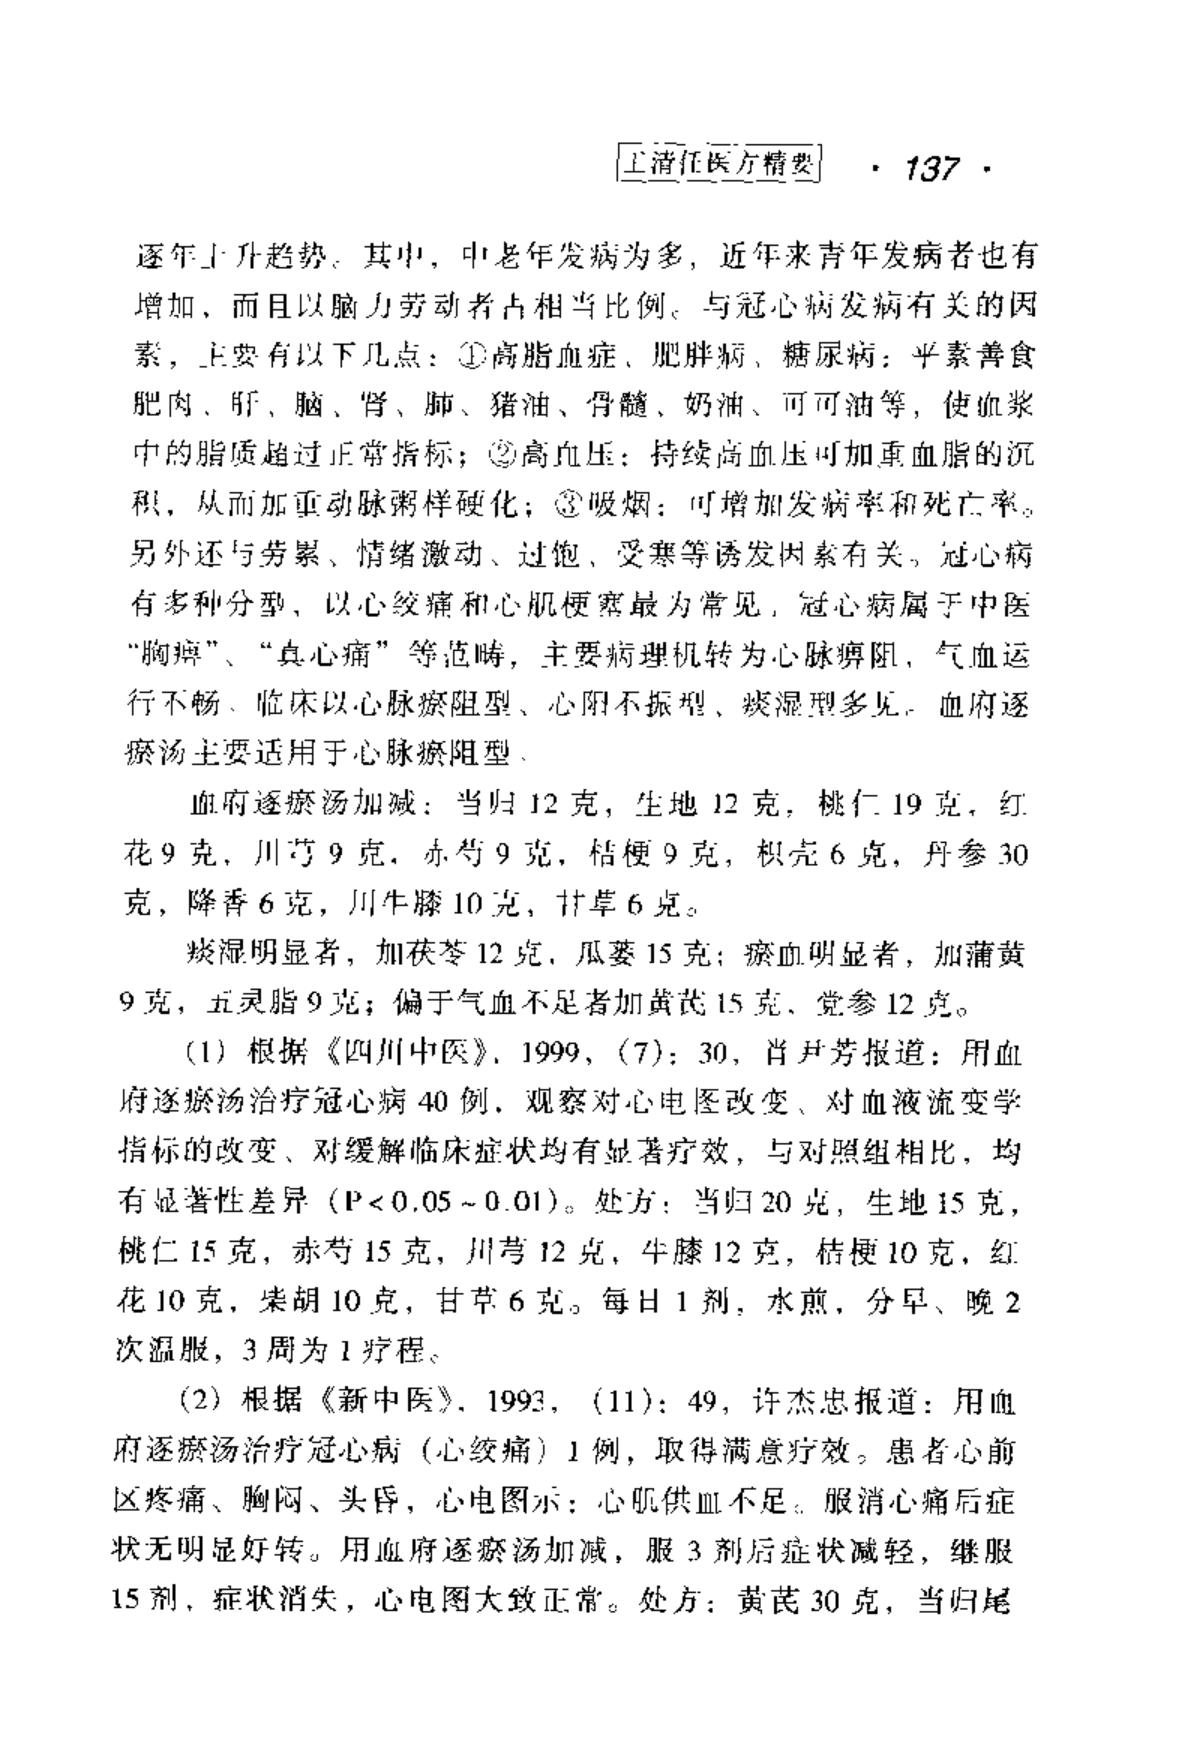 王清任医方精要 · 137 ·
逐年上升趋势。其中，中老年发病为多，近年来青年发病者也有
增加，而且以脑力劳动者占相当比例。与冠心病发病有关的因
素，主要有以下几点：①高脂血症、肥胖病、糖尿病：平素善食
肥肉、肝、脑、肾、肺、猪油、骨髓、奶油、可可油等，使血浆
中的脂质超过正常指标；②高血压：持续高血压可加重血脂的沉
积，从而加重动脉粥样硬化；③吸烟：可增加发病率和死亡率。
另外还与劳累、情绪激动、过饱、受寒等诱发因素有关。冠心病
有多种分型，以心绞痛和心肌梗塞最为常见。冠心病属于中医
“胸痹”、“真心痛”等范畴，主要病理机转为心脉痹阻，气血运
行不畅。临床以心脉瘀阻型、心阳不振型、痰湿型多见。血府逐
瘀汤主要适用于心脉瘀阻型。
血府逐瘀汤加减：当归 12 克，生地 12 克，桃仁 19 克，红
花 9 克，川芎 9 克，赤芍 9 克，桔梗 9 克，枳壳 6 克，丹参 30
克，降香 6 克，川牛膝 10 克，甘草 6 克。
痰湿明显者，加茯苓 12 克，瓜蒌 15 克；瘀血明显者，加蒲黄
9 克，五灵脂 9 克；偏于气血不足者加黄芪 15 克、党参 12 克。
（1）根据《四川中医》，1999，（7）：30，肖尹芳报道：用血
府逐瘀汤治疗冠心病 40 例，观察对心电图改变、对血液流变学
指标的改变、对缓解临床症状均有显著疗效，与对照组相比，均
有显著性差异（P＜0.05～0.01）。处方：当归 20 克，生地 15 克，
桃仁 15 克，赤芍 15 克，川芎 12 克，牛膝 12 克，桔梗 10 克，红
花 10 克，柴胡 10 克，甘草 6 克。每日 1 剂，水煎，分早、晚 2
次温服，3 周为 1 疗程。
（2）根据《新中医》，1993，（11）：49，许杰忠报道：用血
府逐瘀汤治疗冠心病（心绞痛）1 例，取得满意疗效。患者心前
区疼痛、胸闷、头昏，心电图示：心肌供血不足。服消心痛后症
状无明显好转。用血府逐瘀汤加减，服 3 剂后症状减轻，继服
15 剂，症状消失，心电图大致正常。处方：黄芪 30 克，当归尾